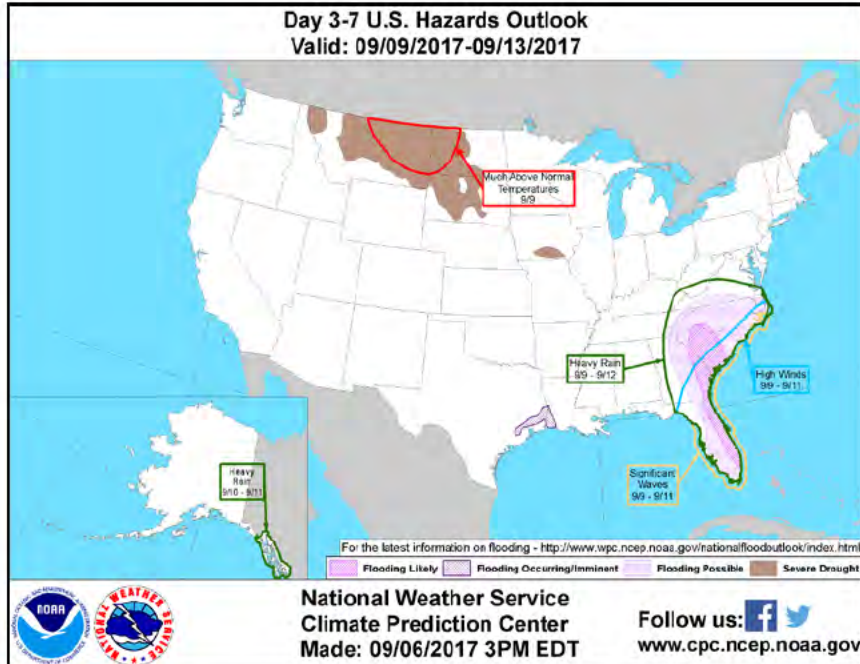 Day 3-7 U.S. Hazards Outlook
Valid: 09/09/2017-09/13/2017
Much Above Normal
Temperatures
9/9
Heavy Rain
9/9 - 9/12
High Winds
9/9 - 9/11
Significant
Waves
9/9 - 9/11
Heavy
Rain
9/10 - 9/11
For the latest information on flooding - http://www.wpc.ncep.noaa.gov/nationalfloodoutlook/index.html
Flooding Likely
Flooding Occurring/Imminent
Flooding Possible
Severe Drought
NOAA
NATIONAL WEATHER SERVICE
National Weather Service
Climate Prediction Center
Made: 09/06/2017 3PM EDT
Follow us:
www.cpc.ncep.noaa.gov